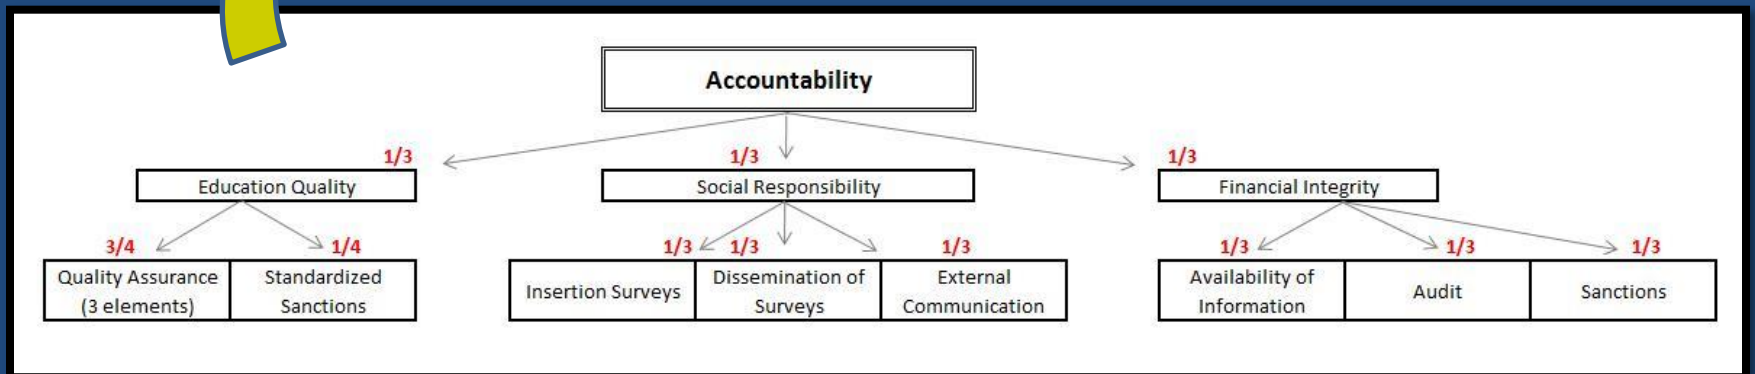 Accountability
1/3 1/3 1/3
Education Quality Social Responsibility Financial Integrity
3/4 1/4 1/3 1/3 1/3 1/3 1/3 1/3
Quality Assurance
(3 elements)
Standardized
Sanctions
Insertion Surveys
Dissemination of
Surveys
External
Communication
Availability of
Information
Audit
Sanctions